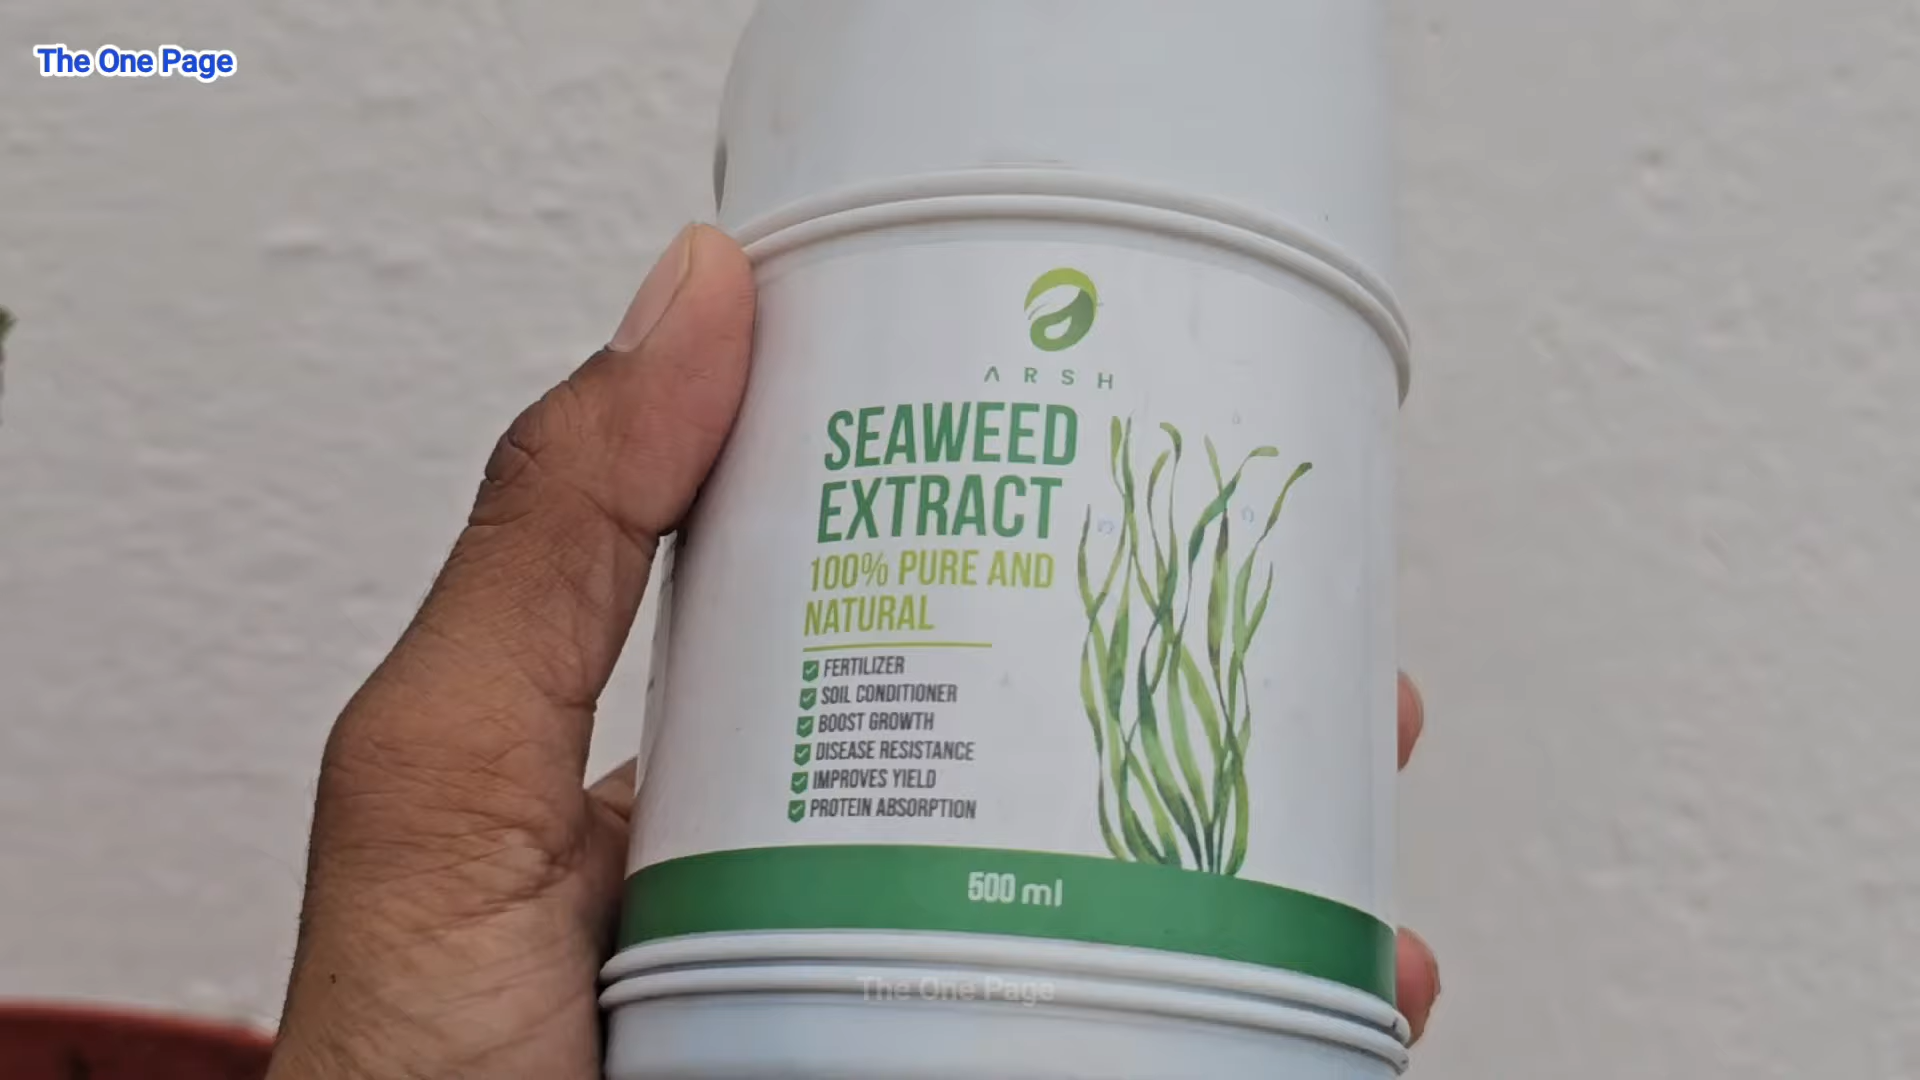 The One Page
ARSH
SEAWEED
EXTRACT
100% PURE AND
NATURAL
FERTILIZER
SOIL CONDITIONER
BOOST GROWTH
DISEASE RESISTANCE
IMPROVES YIELD
PROTEIN ABSORPTION
500 ml
The One Page